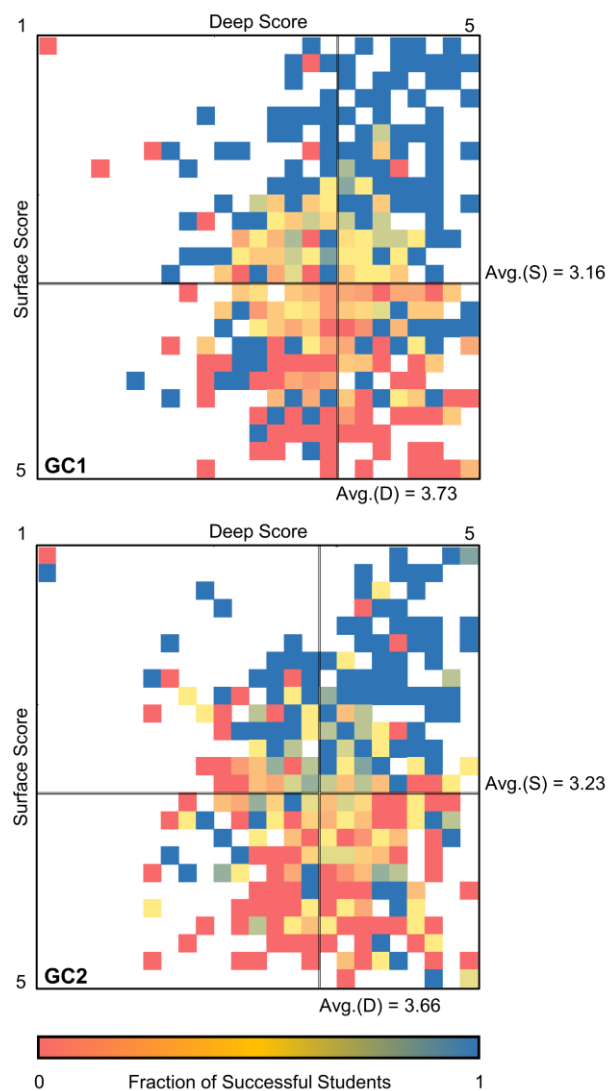 1 Deep Score 5
Surface Score
Avg.(S) = 3.16
5 GC1
Avg.(D) = 3.73
1 Deep Score 5
Surface Score
Avg.(S) = 3.23
5 GC2
Avg.(D) = 3.66
0 Fraction of Successful Students 1